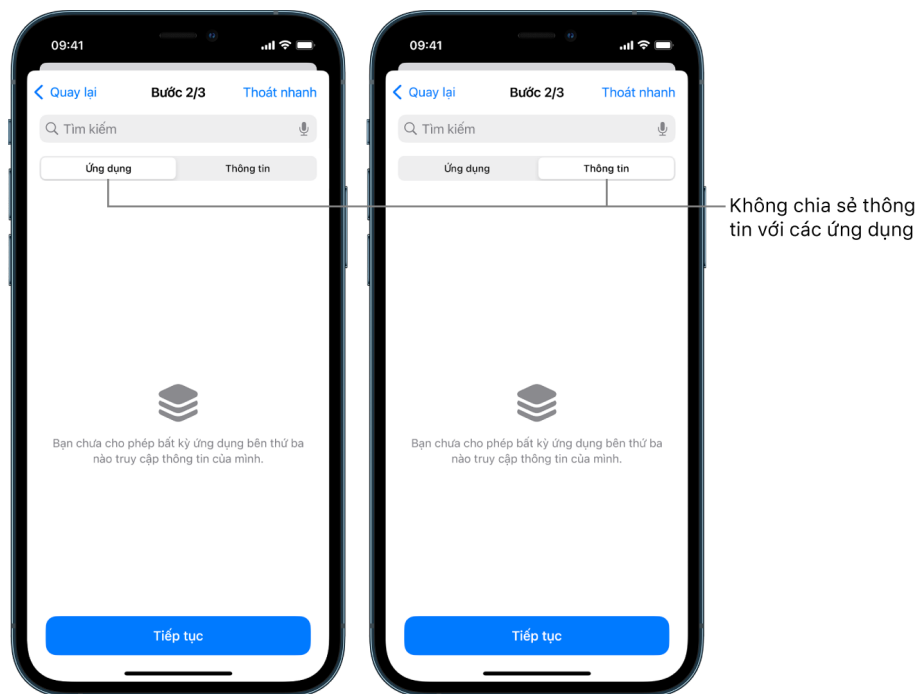 09:41
Quay lại
Bước 2/3
Thoát nhanh
Tìm kiếm
Ứng dụng
Thông tin
Bạn chưa cho phép bất kỳ ứng dụng bên thứ ba
nào truy cập thông tin của mình.
Tiếp tục
09:41
Quay lại
Bước 2/3
Thoát nhanh
Tìm kiếm
Ứng dụng
Thông tin
Bạn chưa cho phép bất kỳ ứng dụng bên thứ ba
nào truy cập thông tin của mình.
Tiếp tục
Không chia sẻ thông
tin với các ứng dụng